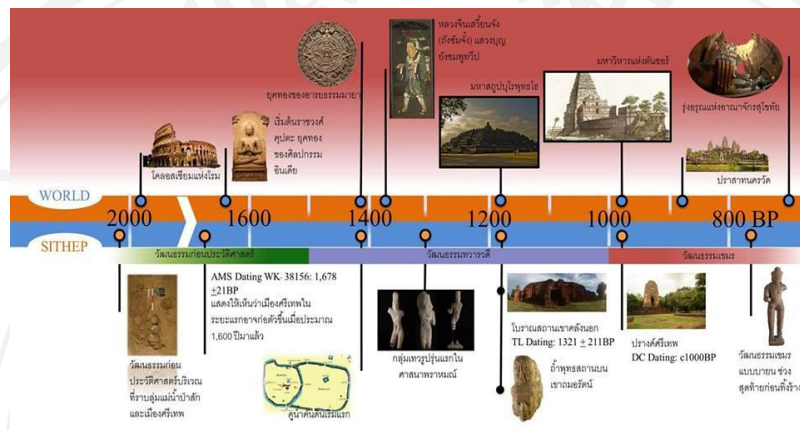 หลวงจีนเสวี้ยนจั้ง
(ถังซัมจั๋ง) แสวงบุญ
ยังชมพูทวีป
มหาวิหารแห่งตันชอร์
ยุคทองของอารยธรรมมายา
มหาสถูปบุโรพุทธโธ
รุ่งอรุณแห่งอาณาจักรสุโขทัย
เริ่มต้นราชวงศ์
คุปตะ ยุคทอง
ของศิลปกรรม
อินเดีย
โคลอสเซียมแห่งโรม
ปราสาทนครวัด
WORLD
2000 1600 1400 1200 1000 800 BP
SITHEP
วัฒนธรรมก่อนประวัติศาสตร์
วัฒนธรรมทวารวดี
วัฒนธรรมเขมร
AMS Dating WK- 38156: 1,678
±21BP
แสดงให้เห็นว่าเมืองศรีเทพใน
ระยะแรกอาจก่อตัวขึ้นเมื่อประมาณ
1,600 ปีมาแล้ว
วัฒนธรรมก่อน
ประวัติศาสตร์บริเวณ
ที่ราบลุ่มแม่น้ำป่าสัก
และเมืองศรีเทพ
คูน้ำคันดินเริ่มแรก
กลุ่มเทวรูปรุ่นแรกใน
ศาสนาพราหมณ์
โบราณสถานเขาคลังนอก
TL Dating: 1321 ± 211BP
ถ้ำพุทธสถานบน
เขาถมอรัตน์
ปรางค์ศรีเทพ
DC Dating: c1000BP
วัฒนธรรมเขมร
แบบบายน ช่วง
สุดท้ายก่อนทิ้งร้าง